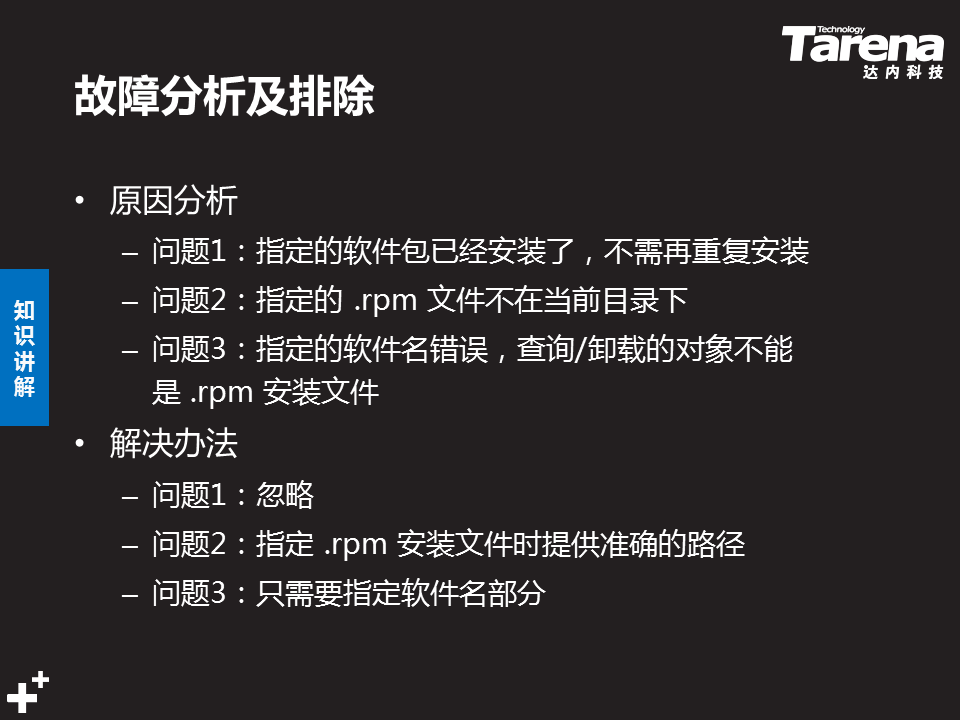 Technology
Tarena
达内科技
故障分析及排除
• 原因分析
– 问题1：指定的软件包已经安装了，不需再重复安装
– 问题2：指定的 .rpm 文件不在当前目录下
– 问题3：指定的软件名错误，查询/卸载的对象不能
是 .rpm 安装文件
知识讲解
• 解决办法
– 问题1：忽略
– 问题2：指定 .rpm 安装文件时提供准确的路径
– 问题3：只需要指定软件名部分